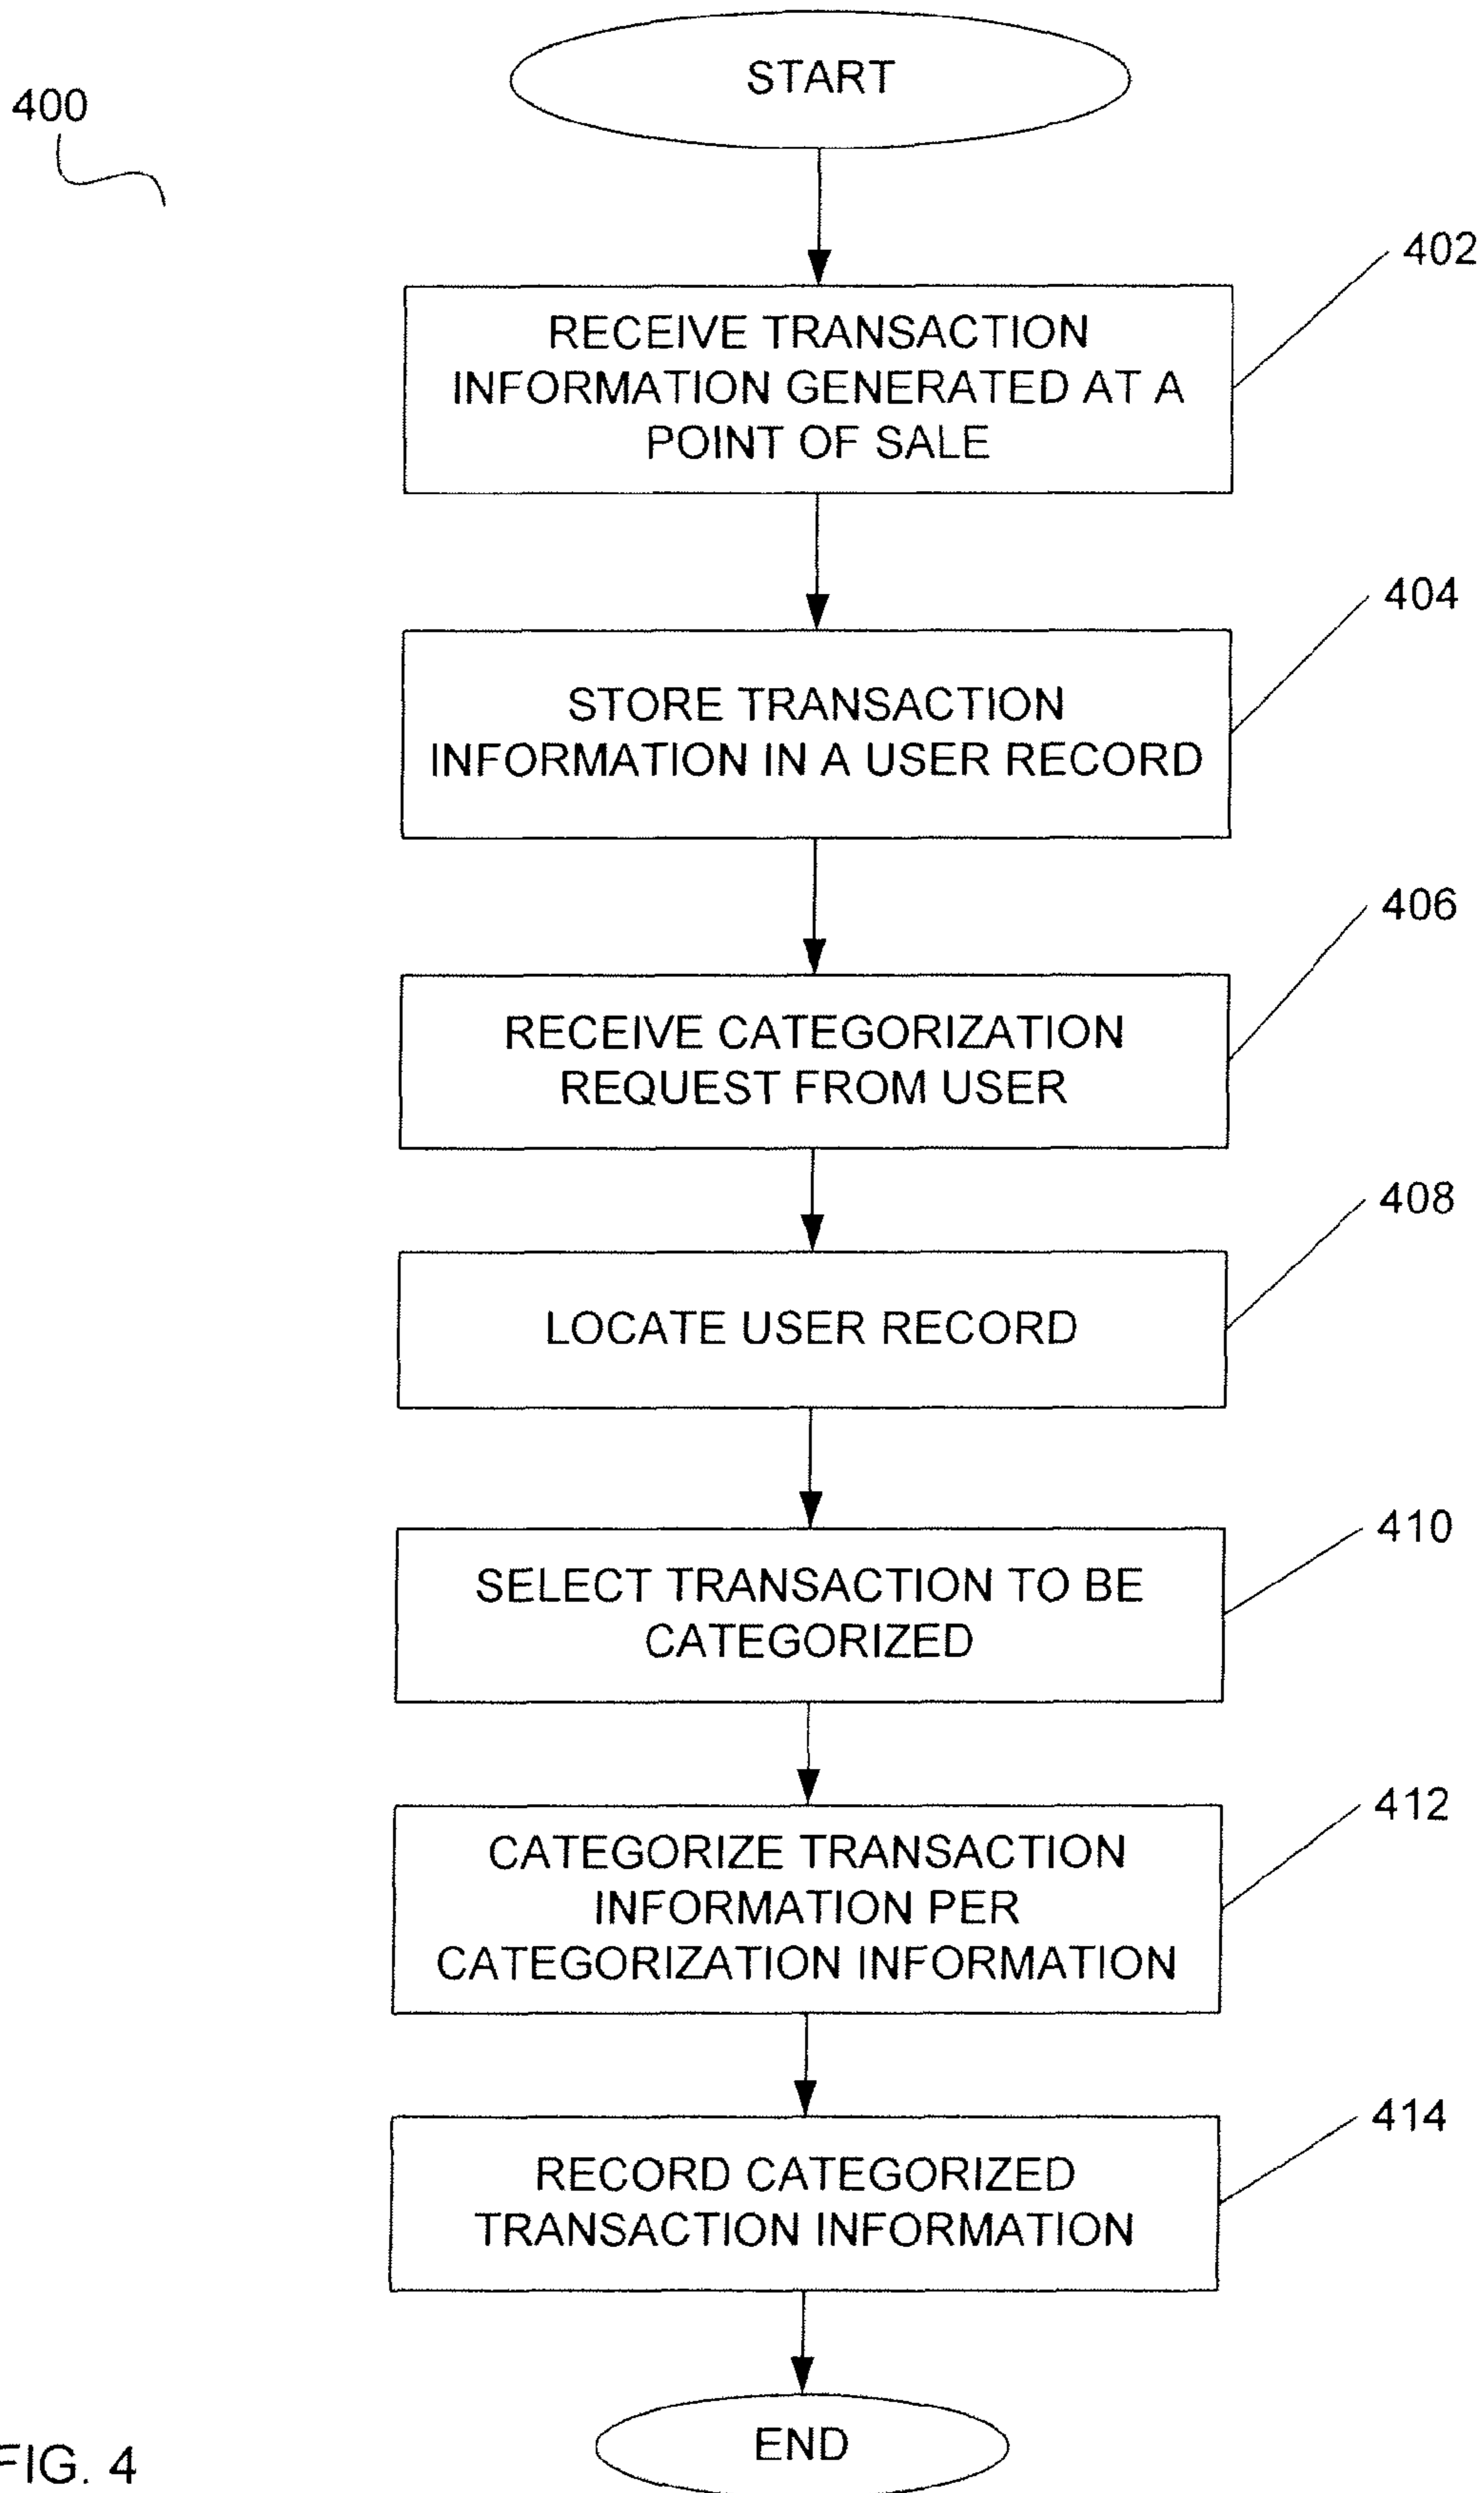 START
400
402
RECEIVE TRANSACTION
INFORMATION GENERATED AT A
POINT OF SALE
404
STORE TRANSACTION
INFORMATION IN A USER RECORD
406
RECEIVE CATEGORIZATION
REQUEST FROM USER
408
LOCATE USER RECORD
410
SELECT TRANSACTION TO BE
CATEGORIZED
412
CATEGORIZE TRANSACTION
INFORMATION PER
CATEGORIZATION INFORMATION
414
RECORD CATEGORIZED
TRANSACTION INFORMATION
END
FIG. 4